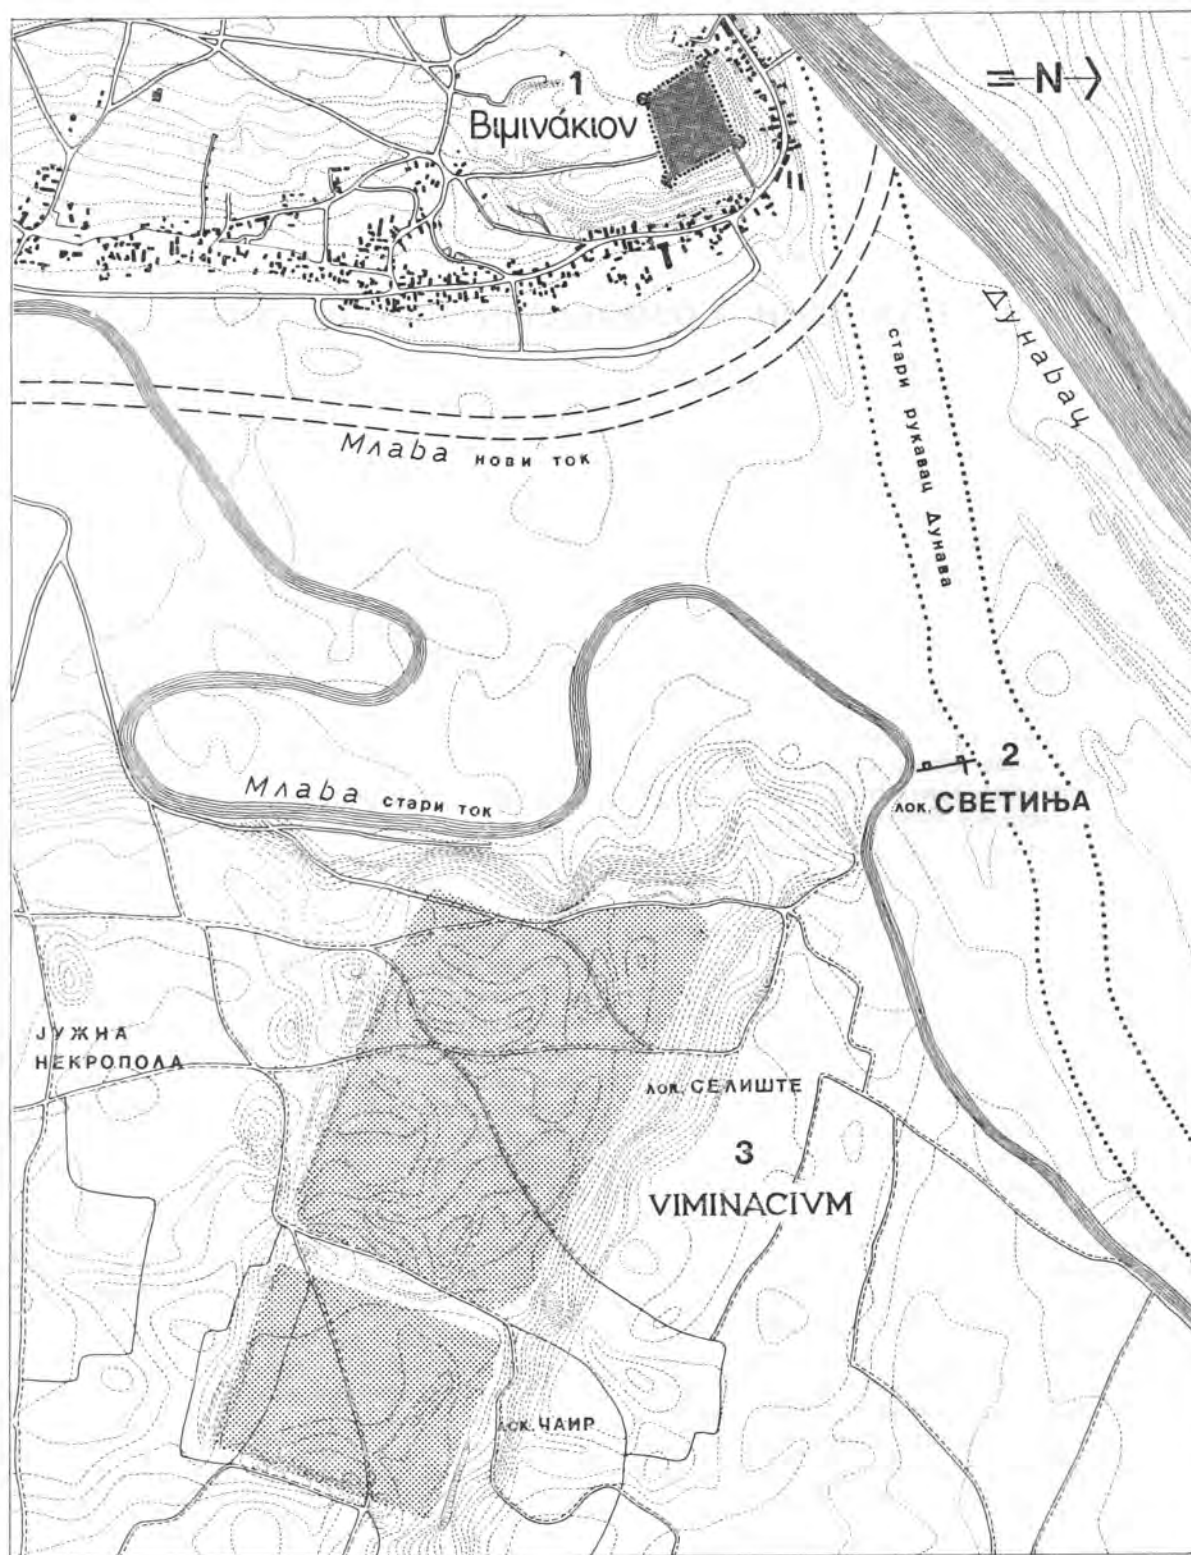 1
Βιμινάκιον
N
Дунавац
стари рукавац Дунава
Млава нови ток
2
лок. СВЕТИЊА
Млава стари ток
ЈУЖНА
НЕКРОПОЛА
лок. СЕЛИШТЕ
3
VIMINACIVM
лок. ЧАИР